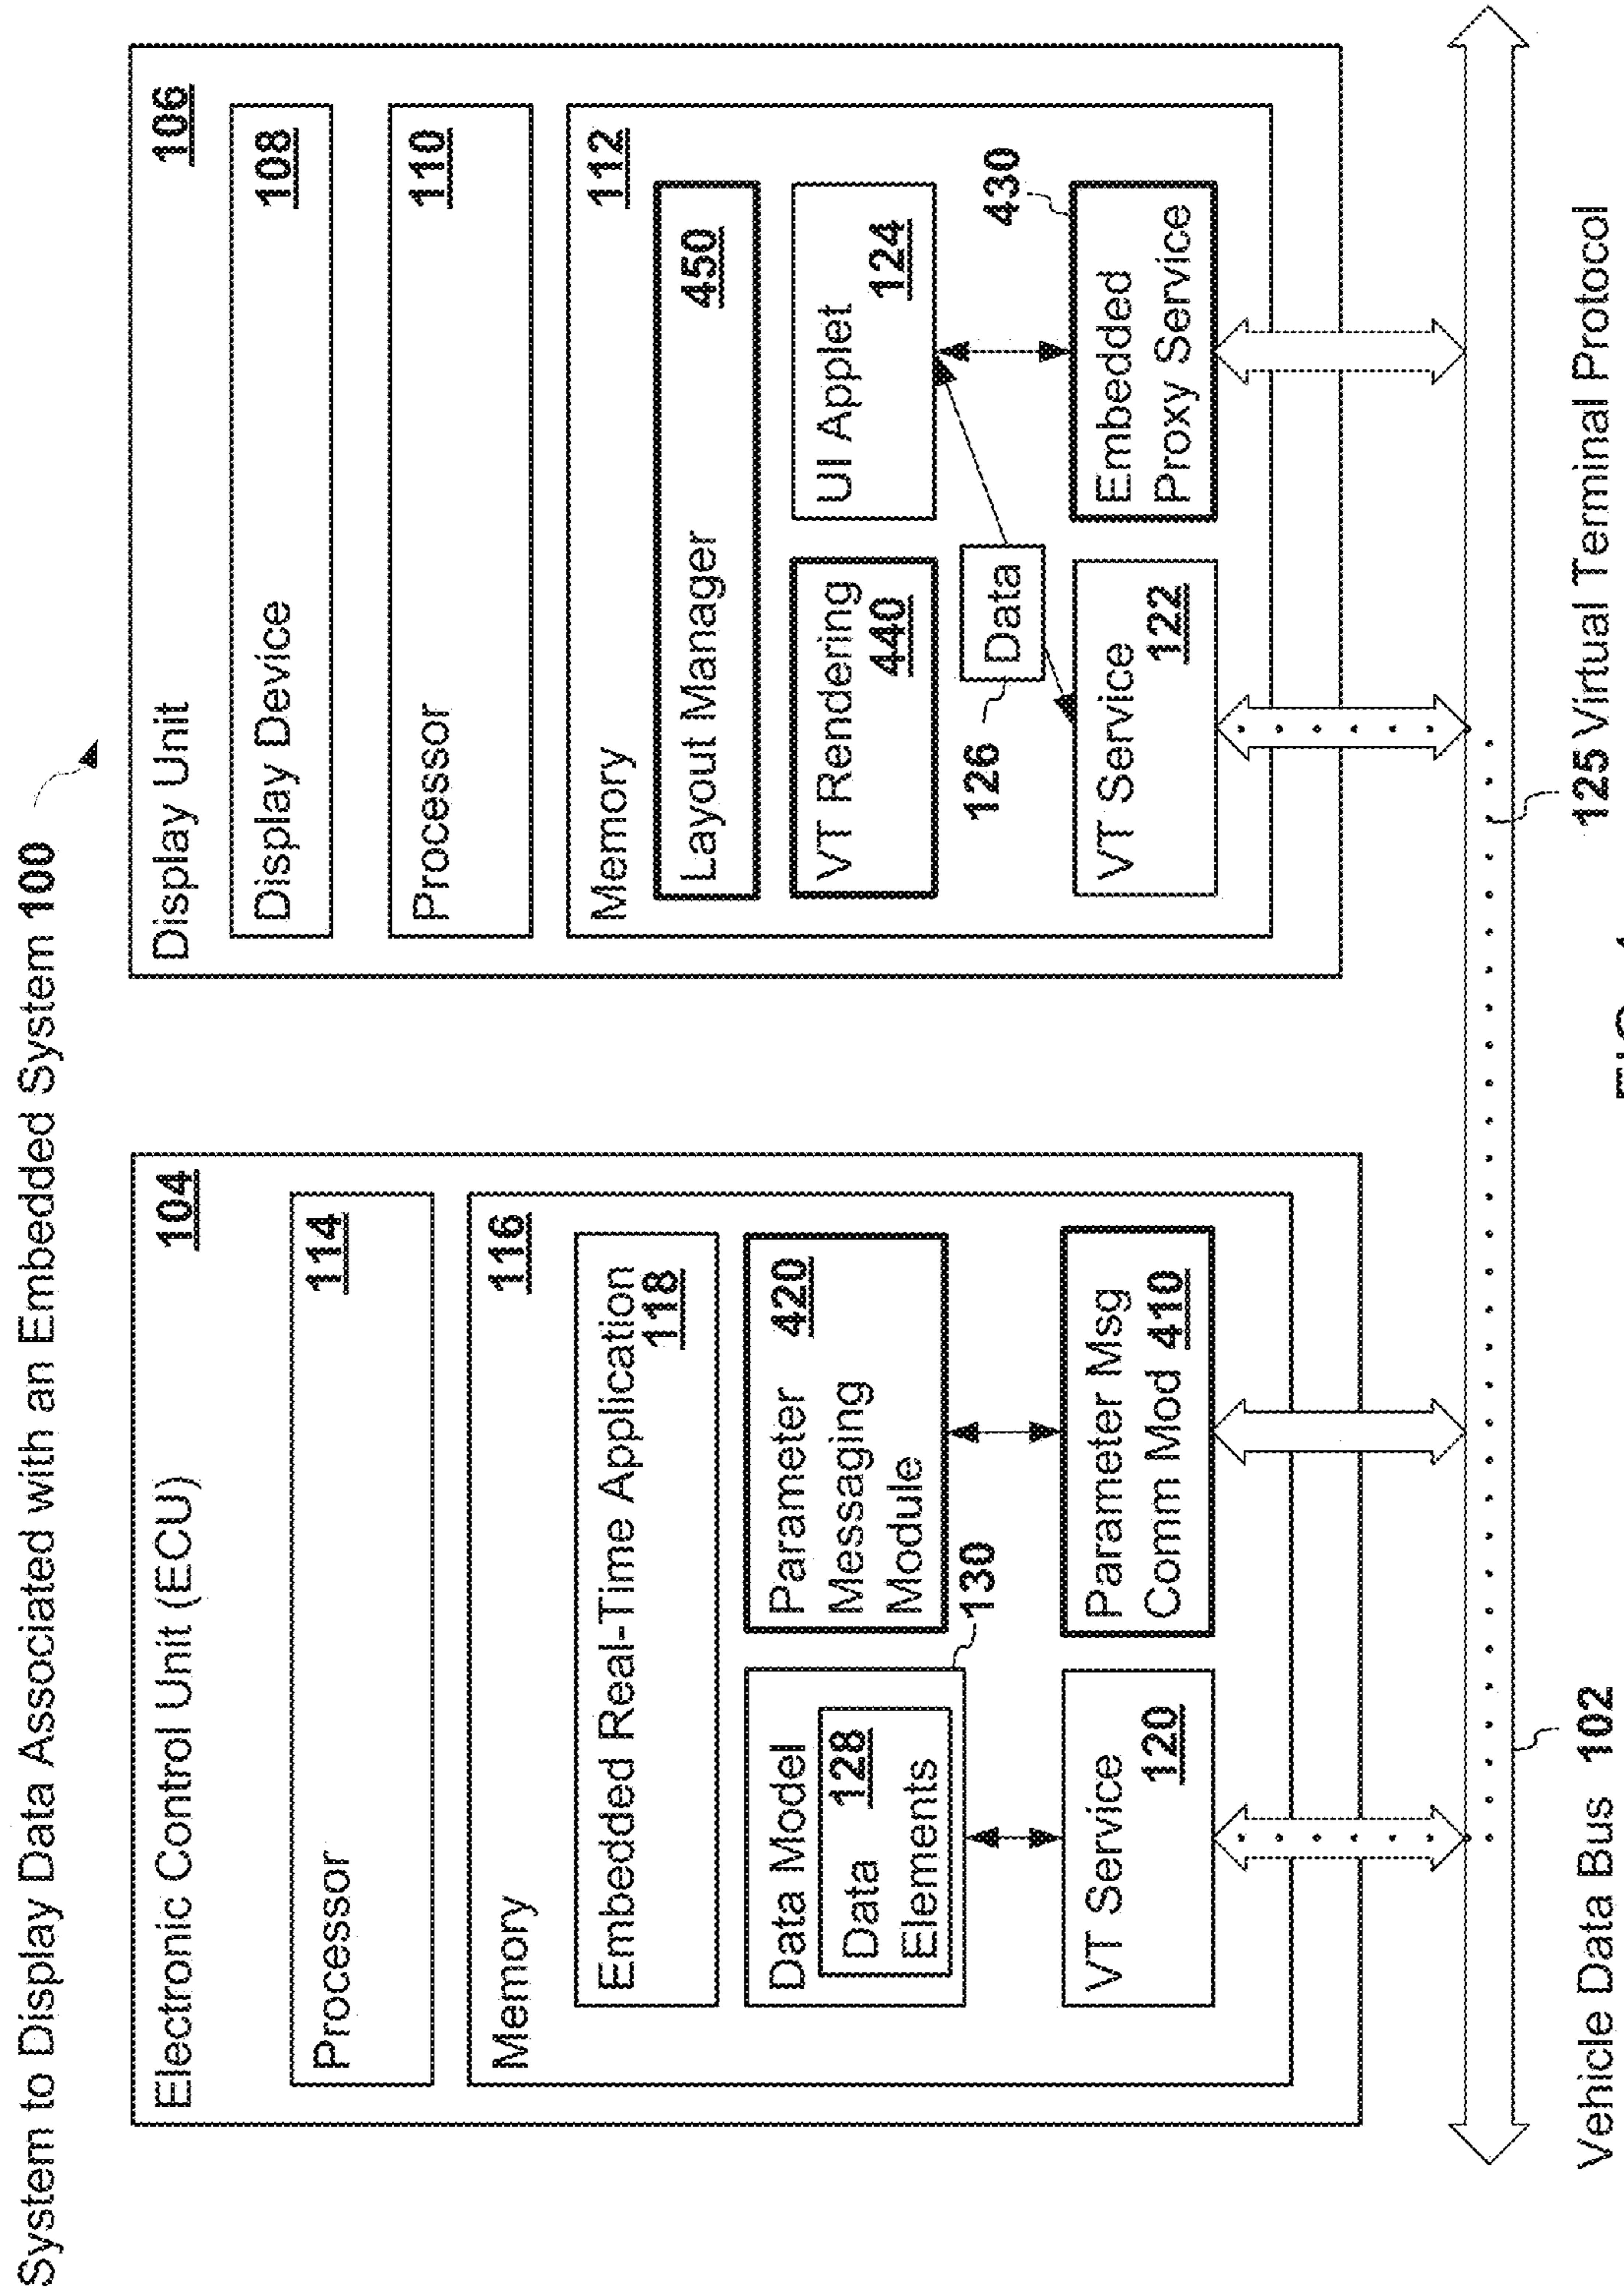 System to Display Data Associated with an Embedded System 100
Electronic Control Unit (ECU) 104
Processor 114
Memory 116
Embedded Real-Time Application
118
Data Model
Data 128
Elements
130
Parameter 420
Messaging
Module
VT Service
120
Parameter Msg
Comm Mod 410
Display Unit 106
Display Device 108
Processor 110
Memory 112
Layout Manager 450
VT Rendering
440
UI Applet
124
126
Data
430
VT Service
122
Embedded
Proxy Service
Vehicle Data Bus 102
125 Virtual Terminal Protocol